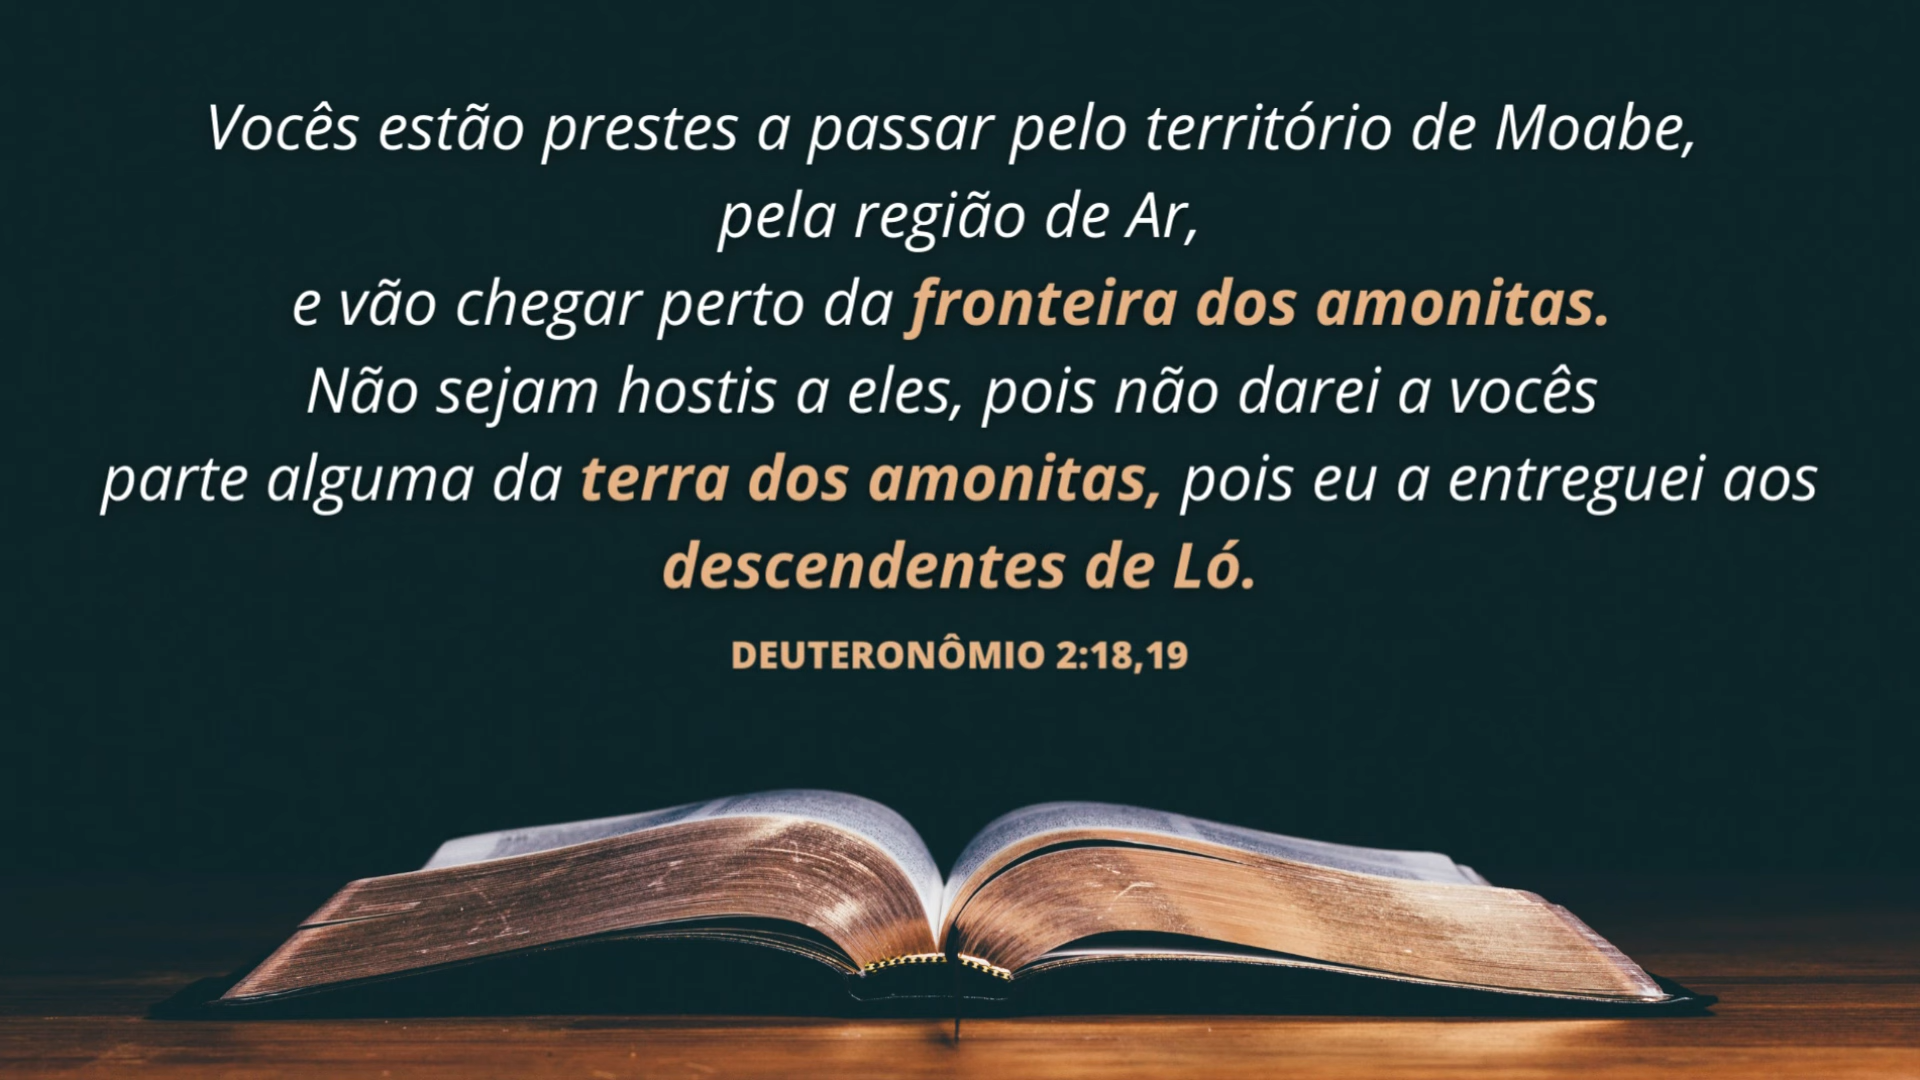 Vocês estão prestes a passar pelo território de Moabe,
pela região de Ar,
e vão chegar perto da fronteira dos amonitas.
Não sejam hostis a eles, pois não darei a vocês
parte alguma da terra dos amonitas, pois eu a entreguei aos
descendentes de Ló.
DEUTERONÔMIO 2:18,19